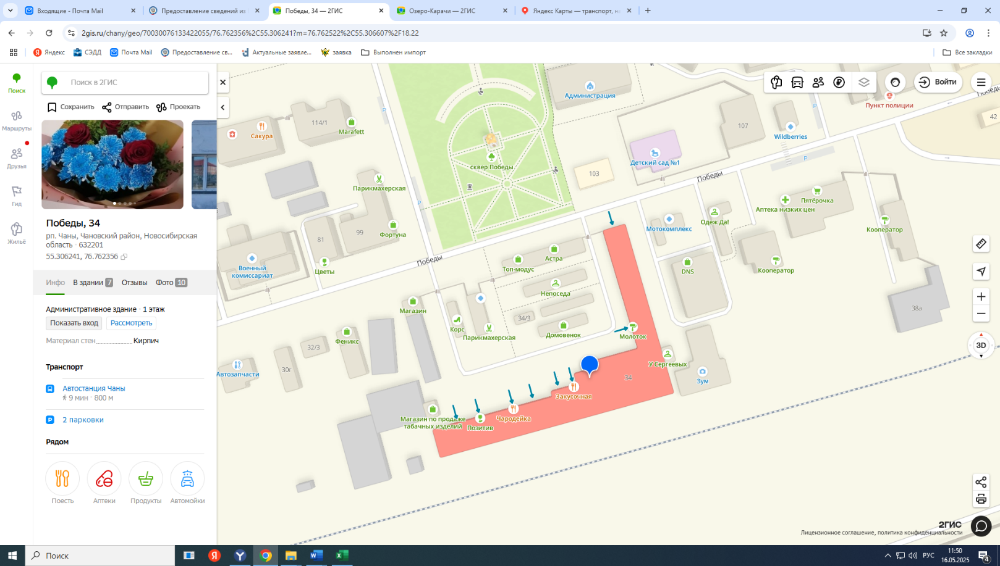 Входящие - Почта Mail
Предоставление сведений из
Победы, 34 — 2ГИС
Озеро-Карачи — 2ГИС
Яндекс Карты — транспорт, на
2gis.ru/chany/geo/70030076133422055/76.762356%2C55.306241?m=76.762522%2C55.306607%2F18.22
Яндекс
СЭДД
Почта Mail
Предоставление св...
Актуальные заявле...
заявка
Выполнен импорт
Все закладки
Поиск
Маршруты
Друзья
Гид
Жильё
Поиск в 2ГИС
Сохранить
Отправить
Проехать
Победы, 34
рп. Чаны, Чановский район, Новосибирская
область · 632201
55.306241, 76.762356
Инфо
В здании 7
Отзывы
Фото 10
Административное здание · 1 этаж
Показать вход
Рассмотреть
Материал стен
Кирпич
Транспорт
Автостанция Чаны
9 мин · 800 м
2 парковки
Рядом
Поесть
Аптеки
Продукты
Автомойки
Войти
Администрация
Пункт полиции
Победы
42
114/1
Marafett
Сакура
P
107
Wildberries
P
Детский сад №1
P
сквер Победы
103
Победы
Парикмахерская
P
Пятёрочка
Аптека низких цен
Одеж Да!
Мотокомплекс
Кооператор
99
Фортуна
81
Астра
Топ-модус
Победы
Военный
комиссариат
Цветы
DNS
Кооператор
Непоседа
38а
Магазин
34/3
Корс
Парикмахерская
Домовенок
Молоток
Феникс
32/3
30г
Автозапчасти
У Сергеевых
Зум
34
Закусочная
Магазин по продаже
табачных изделий
Чародейка
Позитив
3D
2ГИС
Лицензионное соглашение, политика конфиденциальности
Поиск
РУС
11:50
16.05.2025
4